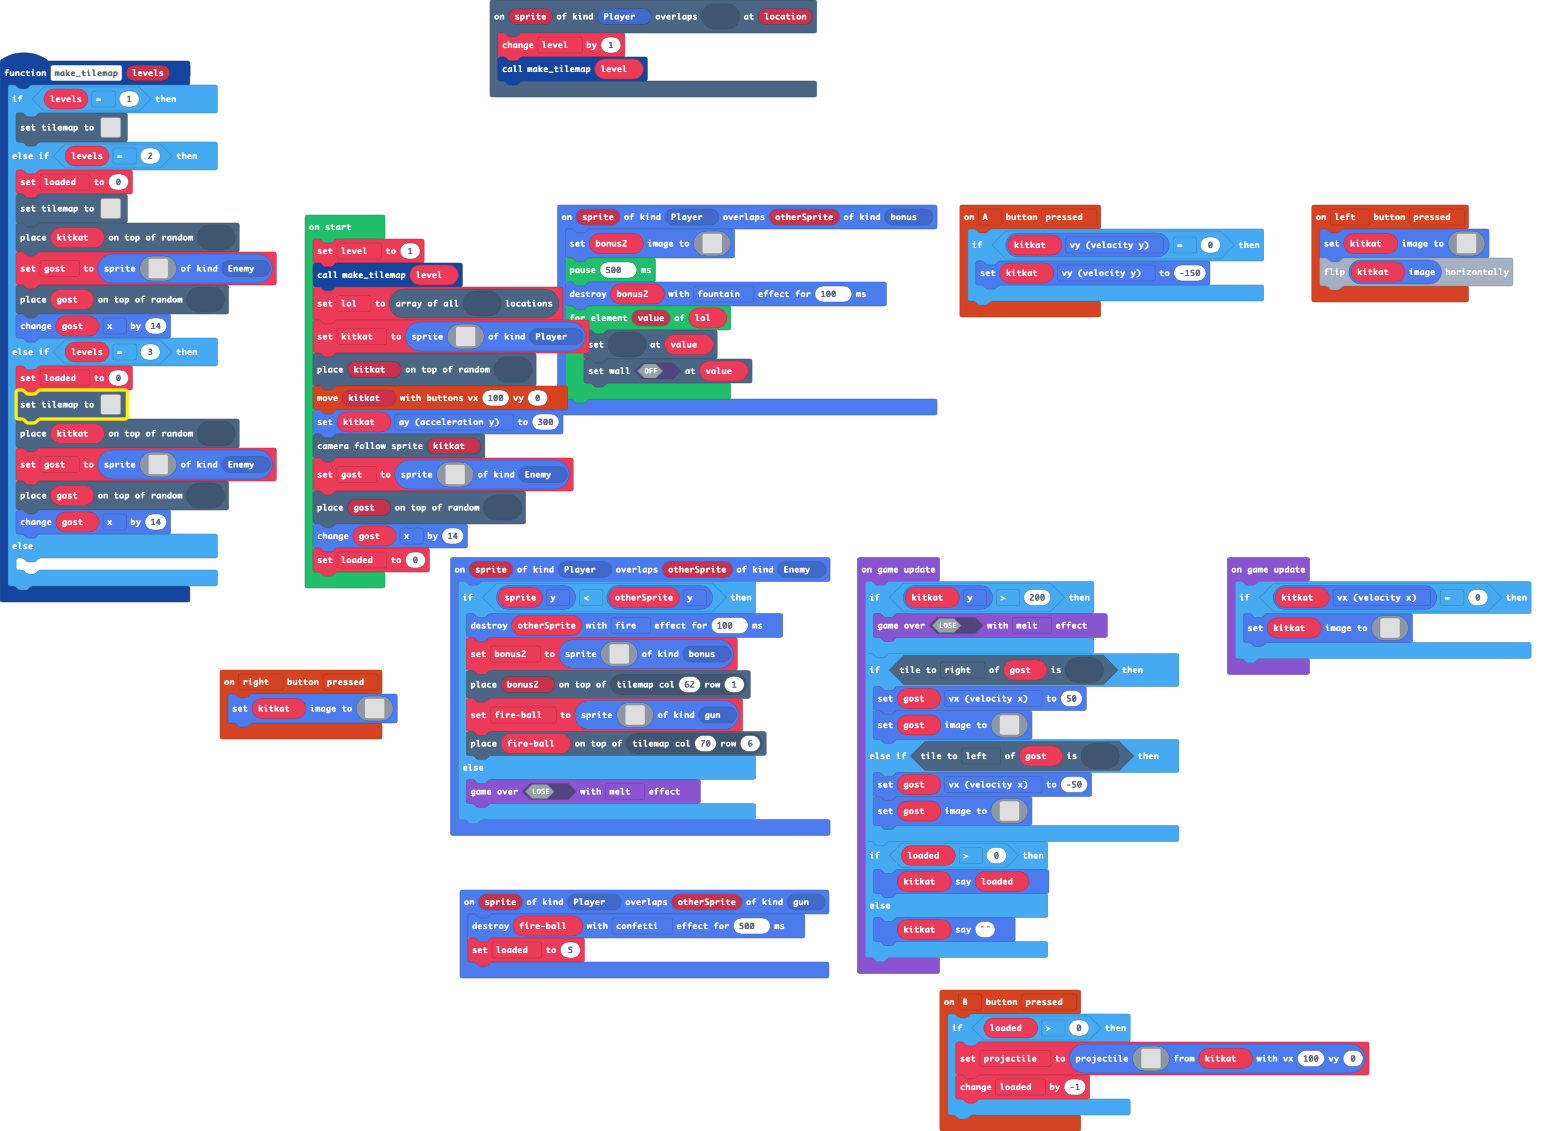 on sprite of kind Player overlaps at location
change level by 1
call make_tilemap level
function make_tilemap levels
if levels = 1 then
set tilemap to
else if levels = 2 then
set loaded to 0
set tilemap to
place kitkat on top of random
set gost to sprite of kind Enemy
place gost on top of random
change gost x by 14
else if levels = 3 then
set loaded to 0
set tilemap to
place kitkat on top of random
set gost to sprite of kind Enemy
place gost on top of random
change gost x by 14
else
on start
set level to 1
call make_tilemap level
set lol to array of all locations
set kitkat to sprite of kind Player
place kitkat on top of random
move kitkat with buttons vx 100 vy 0
set kitkat ay (acceleration y) to 300
camera follow sprite kitkat
set gost to sprite of kind Enemy
place gost on top of random
change gost x by 14
set loaded to 0
on sprite of kind Player overlaps otherSprite of kind bonus
set bonus2 image to
pause 500 ms
destroy bonus2 with fountain effect for 100 ms
for element value of lol
set at value
set wall OFF at value
on A button pressed
if kitkat vy (velocity y) = 0 then
set kitkat vy (velocity y) to -150
on left button pressed
set kitkat image to
flip kitkat image horizontally
on right button pressed
set kitkat image to
on sprite of kind Player overlaps otherSprite of kind Enemy
if sprite y < otherSprite y then
destroy otherSprite with fire effect for 100 ms
set bonus2 to sprite of kind bonus
place bonus2 on top of tilemap col 62 row 1
set fire-ball to sprite of kind gun
place fire-ball on top of tilemap col 70 row 6
else
game over LOSE with melt effect
on game update
if kitkat y > 200 then
game over LOSE with melt effect
if tile to right of gost is then
set gost vx (velocity x) to 50
set gost image to
else if tile to left of gost is then
set gost vx (velocity x) to -50
set gost image to
if loaded > 0 then
kitkat say loaded
else
kitkat say " "
on game update
if kitkat vx (velocity x) = 0 then
set kitkat image to
on sprite of kind Player overlaps otherSprite of kind gun
destroy fire-ball with confetti effect for 500 ms
set loaded to 5
on B button pressed
if loaded > 0 then
set projectile to projectile from kitkat with vx 100 vy 0
change loaded by -1